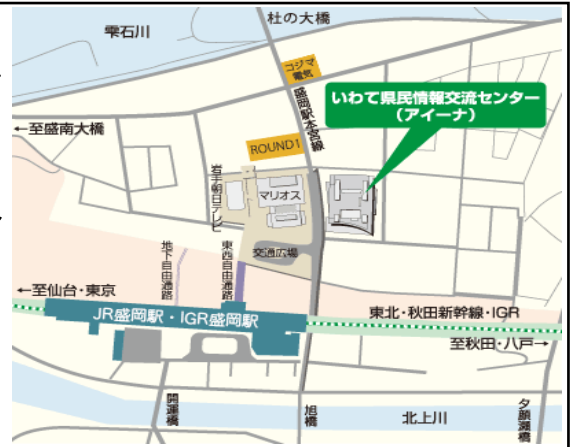 雫石川
杜の大橋
コジマ
電気
盛岡駅本宮線
いわて県民情報交流センター
（アイーナ）
←至盛南大橋
ROUND1
岩手朝日テレビ
マリオス
交通広場
地下自由通路
東西自由通路
←至仙台・東京
JR盛岡駅・IGR盛岡駅
東北・秋田新幹線・IGR
至秋田・八戸→
開運橋
旭橋
北上川
夕顔瀬橋